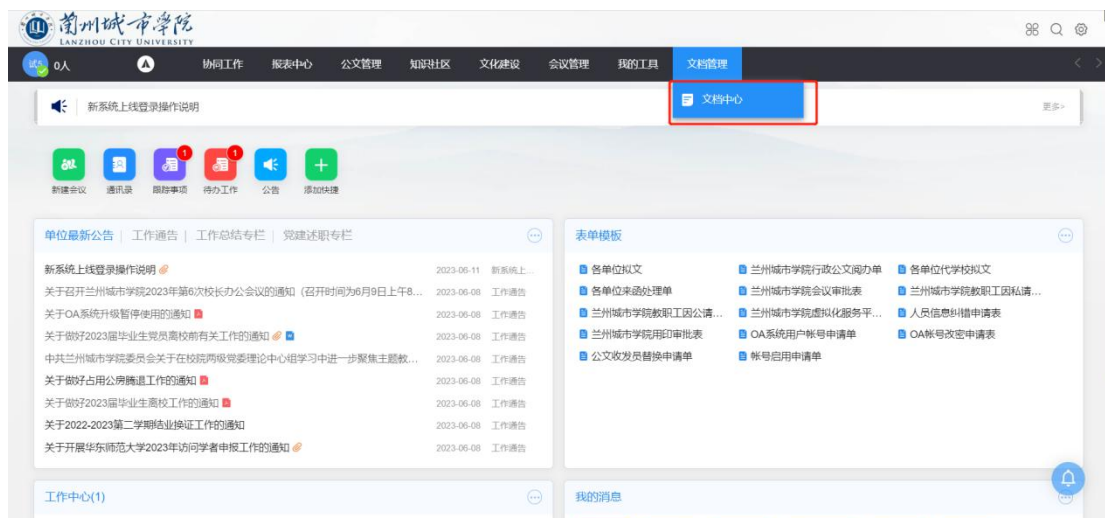 兰州城市学院
LANZHOU CITY UNIVERSITY
0人 协同工作 报表中心 公文管理 知识社区 文化建设 会议管理 我的工具 文档管理
文档中心
新系统上线登录操作说明 更多>
1 1
新建会议 通讯录 跟踪事项 待办工作 公告 添加快捷
单位最新公告 | 工作通告 | 工作总结专栏 | 党建述职专栏
新系统上线登录操作说明 2023-06-11 新系统上...
关于召开兰州城市学院2023年第6次校长办公会议的通知（召开时间为6月9日上午8... 2023-06-08 工作通告
关于OA系统升级暂停使用的通知 2023-06-08 工作通告
关于做好2023届毕业生党员离校前有关工作的通知 2023-06-08 工作通告
中共兰州城市学院委员会关于在校院两级党委理论中心组学习中进一步聚焦主题教... 2023-06-08 工作通告
关于做好占用公房腾退工作的通知 2023-06-08 工作通告
关于做好2023届毕业生离校工作的通知 2023-06-08 工作通告
关于2022-2023第二学期结业换证工作的通知 2023-06-08 工作通告
关于开展华东师范大学2023年访问学者申报工作的通知 2023-06-08 工作通告
表单模板
各单位拟文 兰州城市学院行政公文阅办单 各单位代学校拟文
各单位来函处理单 兰州城市学院会议审批表 兰州城市学院教职工因私请...
兰州城市学院教职工因公请... 兰州城市学院虚拟化服务平... 人员信息纠错申请表
兰州城市学院用印审批表 OA系统用户帐号申请单 OA帐号改密申请表
公文收发员替换申请单 帐号启用申请单
工作中心(1)
我的消息